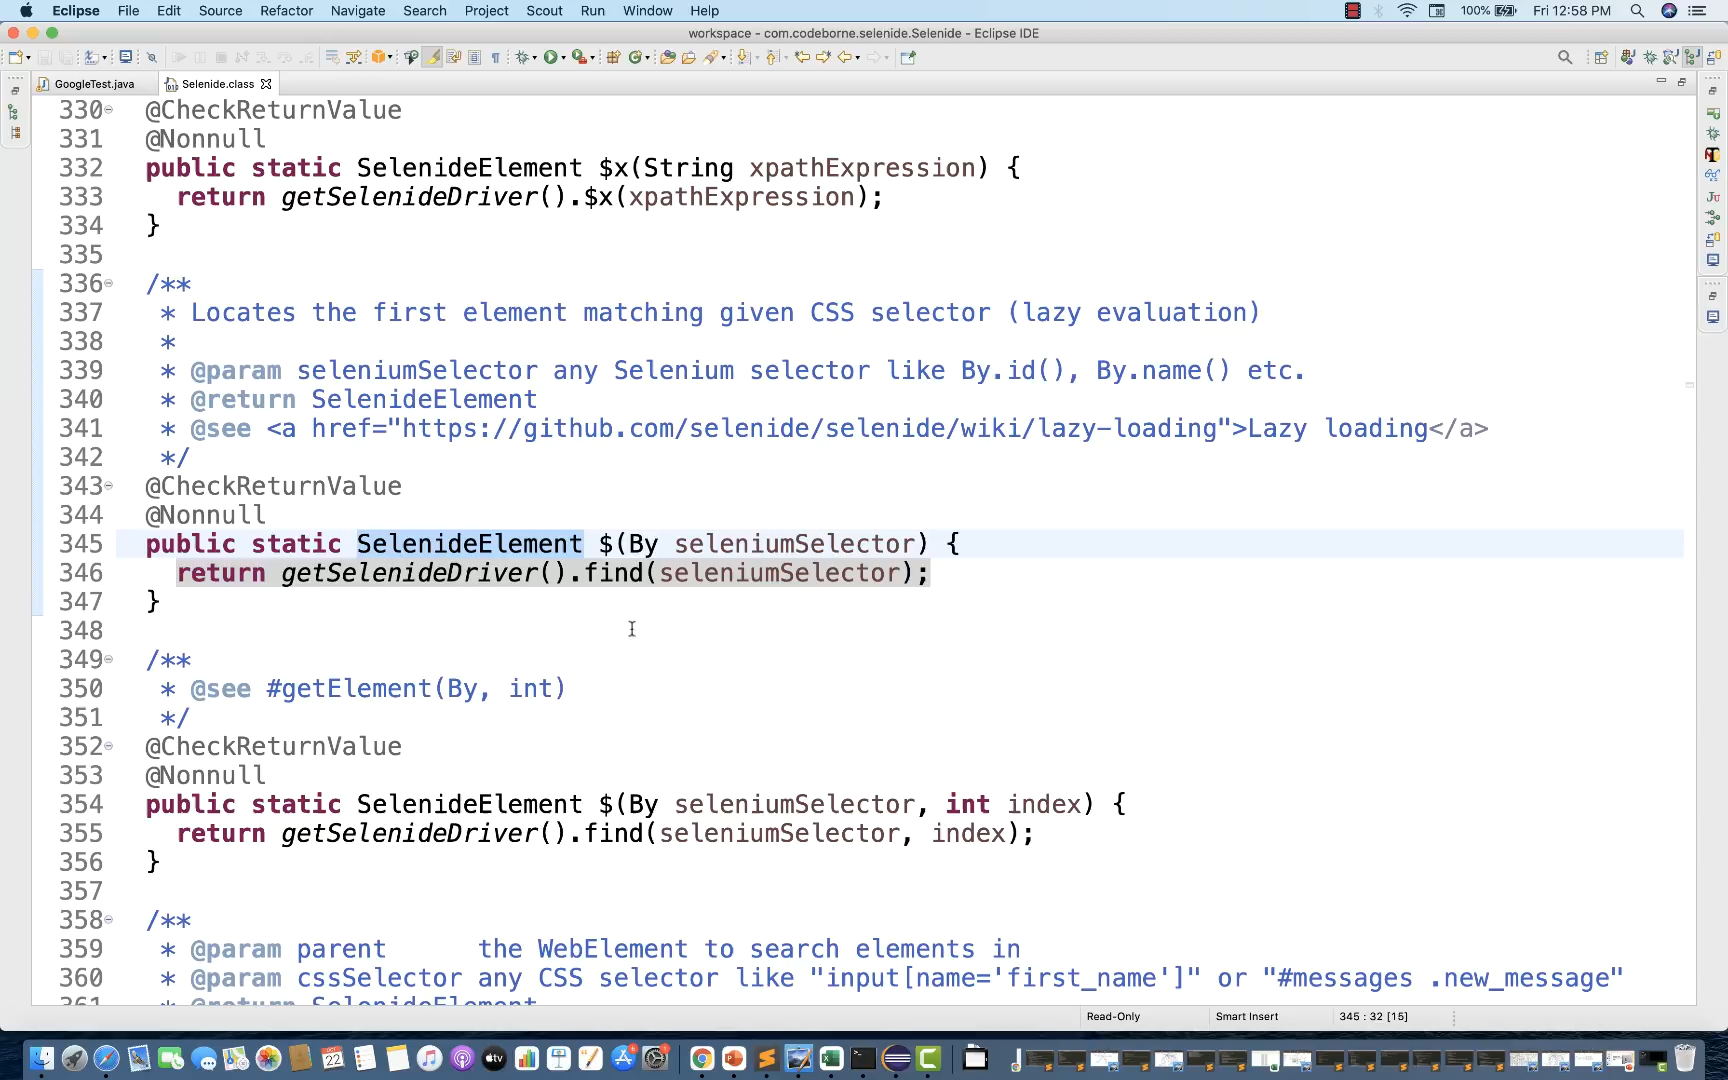 Eclipse File Edit Source Refactor Navigate Search Project Scout Run Window Help 100% Fri 12:58 PM
workspace - com.codeborne.selenide.Selenide - Eclipse IDE
GoogleTest.java Selenide.class
330 @CheckReturnValue
331 @Nonnull
332 public static SelenideElement $x(String xpathExpression) {
333 return getSelenideDriver().$x(xpathExpression);
334 }
335
336 /**
337 * Locates the first element matching given CSS selector (lazy evaluation)
338 *
339 * @param seleniumSelector any Selenium selector like By.id(), By.name() etc.
340 * @return SelenideElement
341 * @see <a href="https://github.com/selenide/selenide/wiki/lazy-loading">Lazy loading</a>
342 */
343 @CheckReturnValue
344 @Nonnull
345 public static SelenideElement $(By seleniumSelector) {
346 return getSelenideDriver().find(seleniumSelector);
347 }
348
349 /**
350 * @see #getElement(By, int)
351 */
352 @CheckReturnValue
353 @Nonnull
354 public static SelenideElement $(By seleniumSelector, int index) {
355 return getSelenideDriver().find(seleniumSelector, index);
356 }
357
358 /**
359 * @param parent the WebElement to search elements in
360 * @param cssSelector any CSS selector like "input[name='first_name']" or "#messages .new_message"
361 * @return SelenideElement
Read-Only Smart Insert 345 : 32 [15]